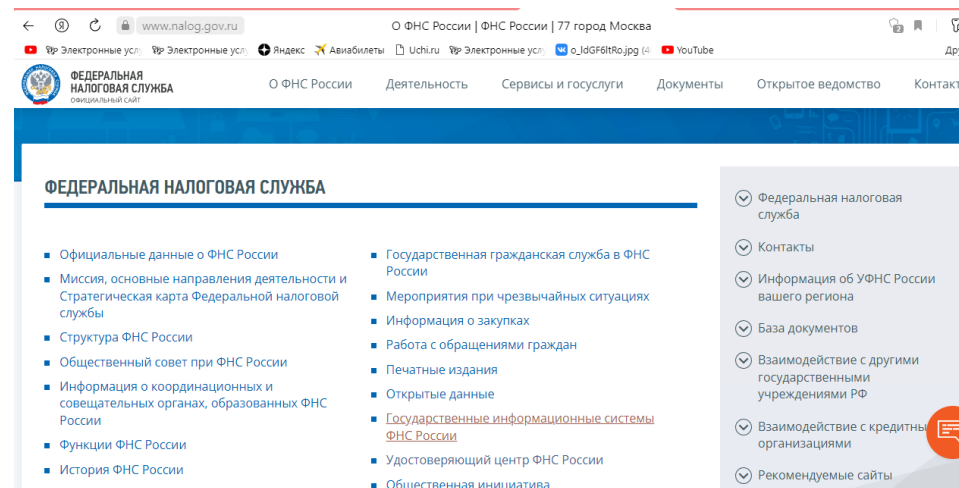 www.nalog.gov.ru
О ФНС России | ФНС России | 77 город Москва
Электронные усл
Электронные усл
Яндекс
Авиабилеты
Uchi.ru
Электронные усл
o_IdGF6ltRo.jpg (4
YouTube
ФЕДЕРАЛЬНАЯ
НАЛОГОВАЯ СЛУЖБА
ОФИЦИАЛЬНЫЙ САЙТ
О ФНС России
Деятельность
Сервисы и госуслуги
Документы
Открытое ведомство
Контакт
ФЕДЕРАЛЬНАЯ НАЛОГОВАЯ СЛУЖБА
Официальные данные о ФНС России
Миссия, основные направления деятельности и
Стратегическая карта Федеральной налоговой
службы
Структура ФНС России
Общественный совет при ФНС России
Информация о координационных и
совещательных органах, образованных ФНС
России
Функции ФНС России
История ФНС России
Государственная гражданская служба в ФНС
России
Мероприятия при чрезвычайных ситуациях
Информация о закупках
Работа с обращениями граждан
Печатные издания
Открытые данные
Государственные информационные системы
ФНС России
Удостоверяющий центр ФНС России
Общественная инициатива
Федеральная налоговая
служба
Контакты
Информация об УФНС России
вашего региона
База документов
Взаимодействие с другими
государственными
учреждениями РФ
Взаимодействие с кредитны
организациями
Рекомендуемые сайты